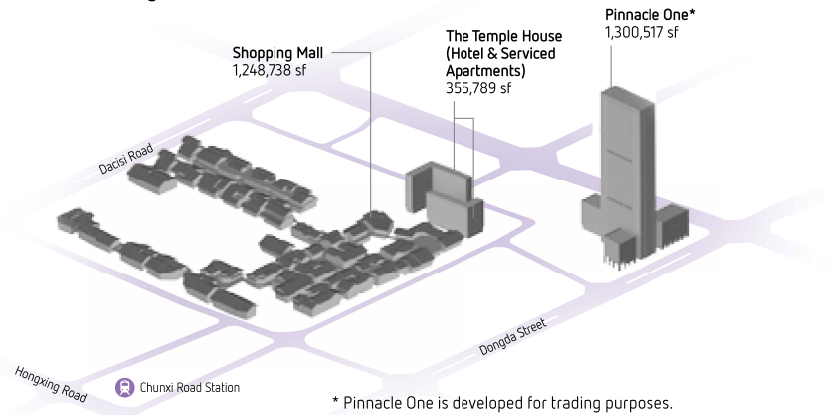 Pinnacle One*
1,300,517 sf
The Temple House
(Hotel & Serviced
Apartments)
355,789 sf
Shopping Mall
1,248,738 sf
Dacisi Road
Dongda Street
Hongxing Road
Chunxi Road Station
* Pinnacle One is developed for trading purposes.